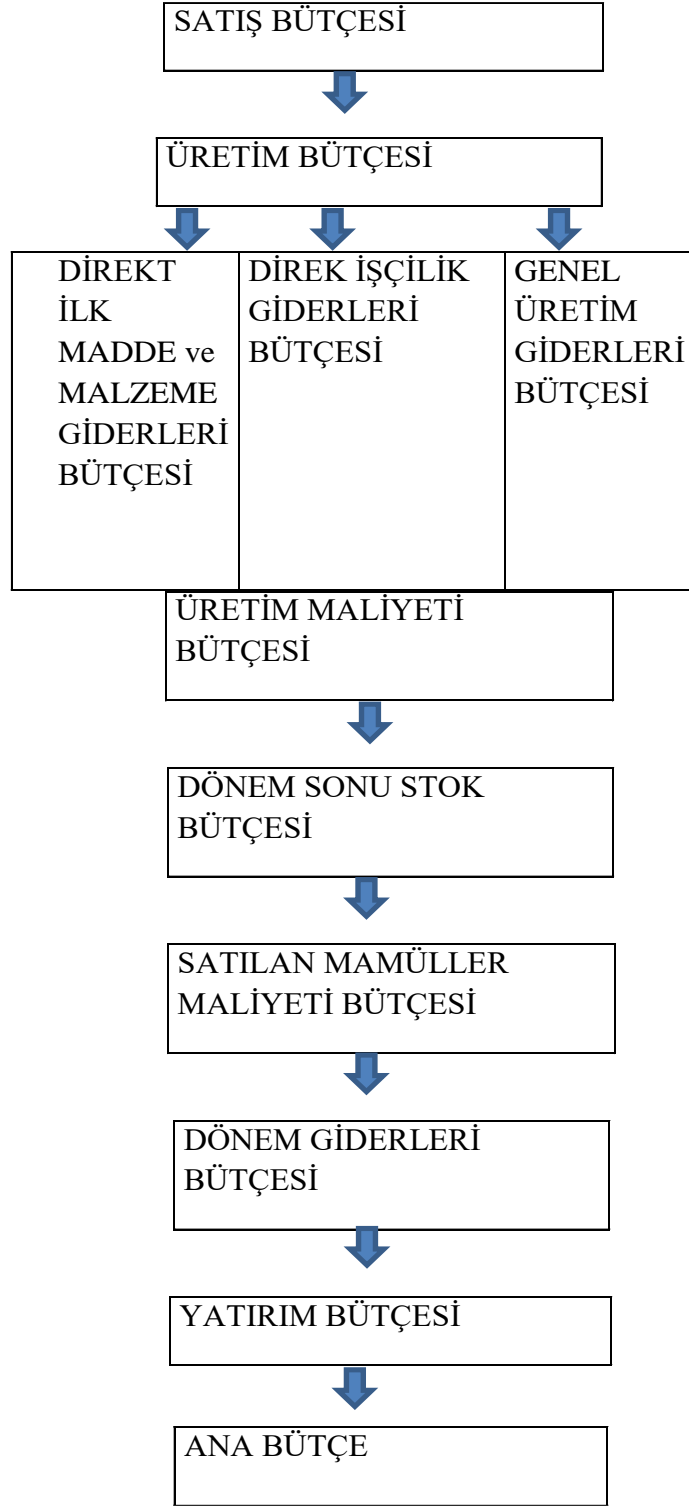 SATIŞ BÜTÇESİ
ÜRETİM BÜTÇESİ
DİREKT
İLK
MADDE ve
MALZEME
GİDERLERİ
BÜTÇESİ
DİREK İŞÇİLİK
GİDERLERİ
BÜTÇESİ
GENEL
ÜRETİM
GİDERLERİ
BÜTÇESİ
ÜRETİM MALİYETİ
BÜTÇESİ
DÖNEM SONU STOK
BÜTÇESİ
SATILAN MAMÜLLER
MALİYETİ BÜTÇESİ
DÖNEM GİDERLERİ
BÜTÇESİ
YATIRIM BÜTÇESİ
ANA BÜTÇE